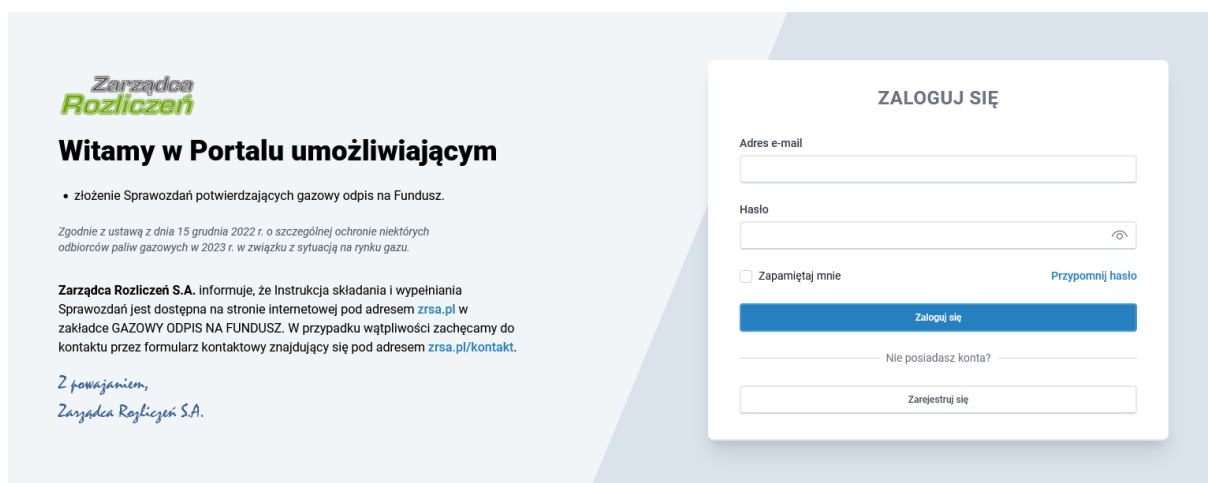 Zarządca
Rozliczeń
Witamy w Portalu umożliwiającym
• złożenie Sprawozdań potwierdzających gazowy odpis na Fundusz.
Zgodnie z ustawą z dnia 15 grudnia 2022 r. o szczególnej ochronie niektórych
odbiorców paliw gazowych w 2023 r. w związku z sytuacją na rynku gazu.
Zarządca Rozliczeń S.A. informuje, że Instrukcja składania i wypełniania
Sprawozdań jest dostępna na stronie internetowej pod adresem zrsa.pl w
zakładce GAZOWY ODPIS NA FUNDUSZ. W przypadku wątpliwości zachęcamy do
kontaktu przez formularz kontaktowy znajdujący się pod adresem zrsa.pl/kontakt.
Z poważaniem,
Zarządca Rozliczeń S.A.
ZALOGUJ SIĘ
Adres e-mail
Hasło
Zapamiętaj mnie
Przypomnij hasło
Zaloguj się
Nie posiadasz konta?
Zarejestruj się